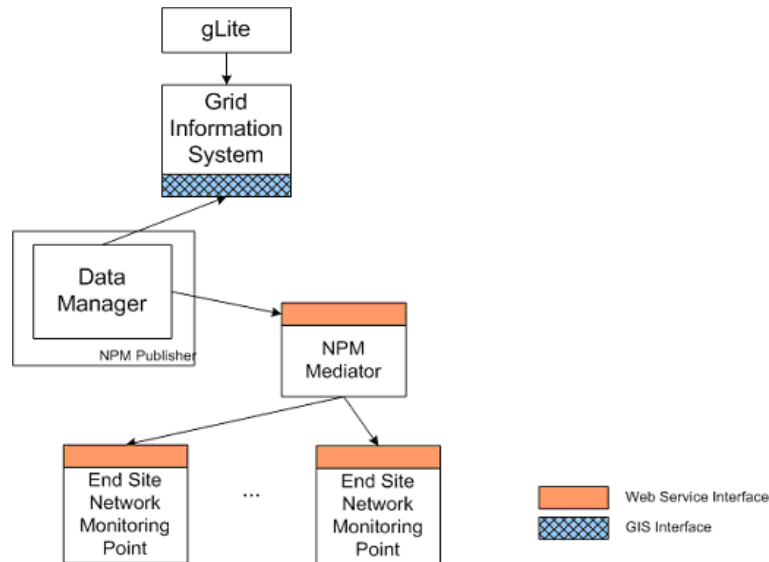 gLite
Grid
Information
System
Data
Manager
NPM Publisher
NPM
Mediator
End Site
Network
Monitoring
Point
...
End Site
Network
Monitoring
Point
Web Service Interface
GIS Interface